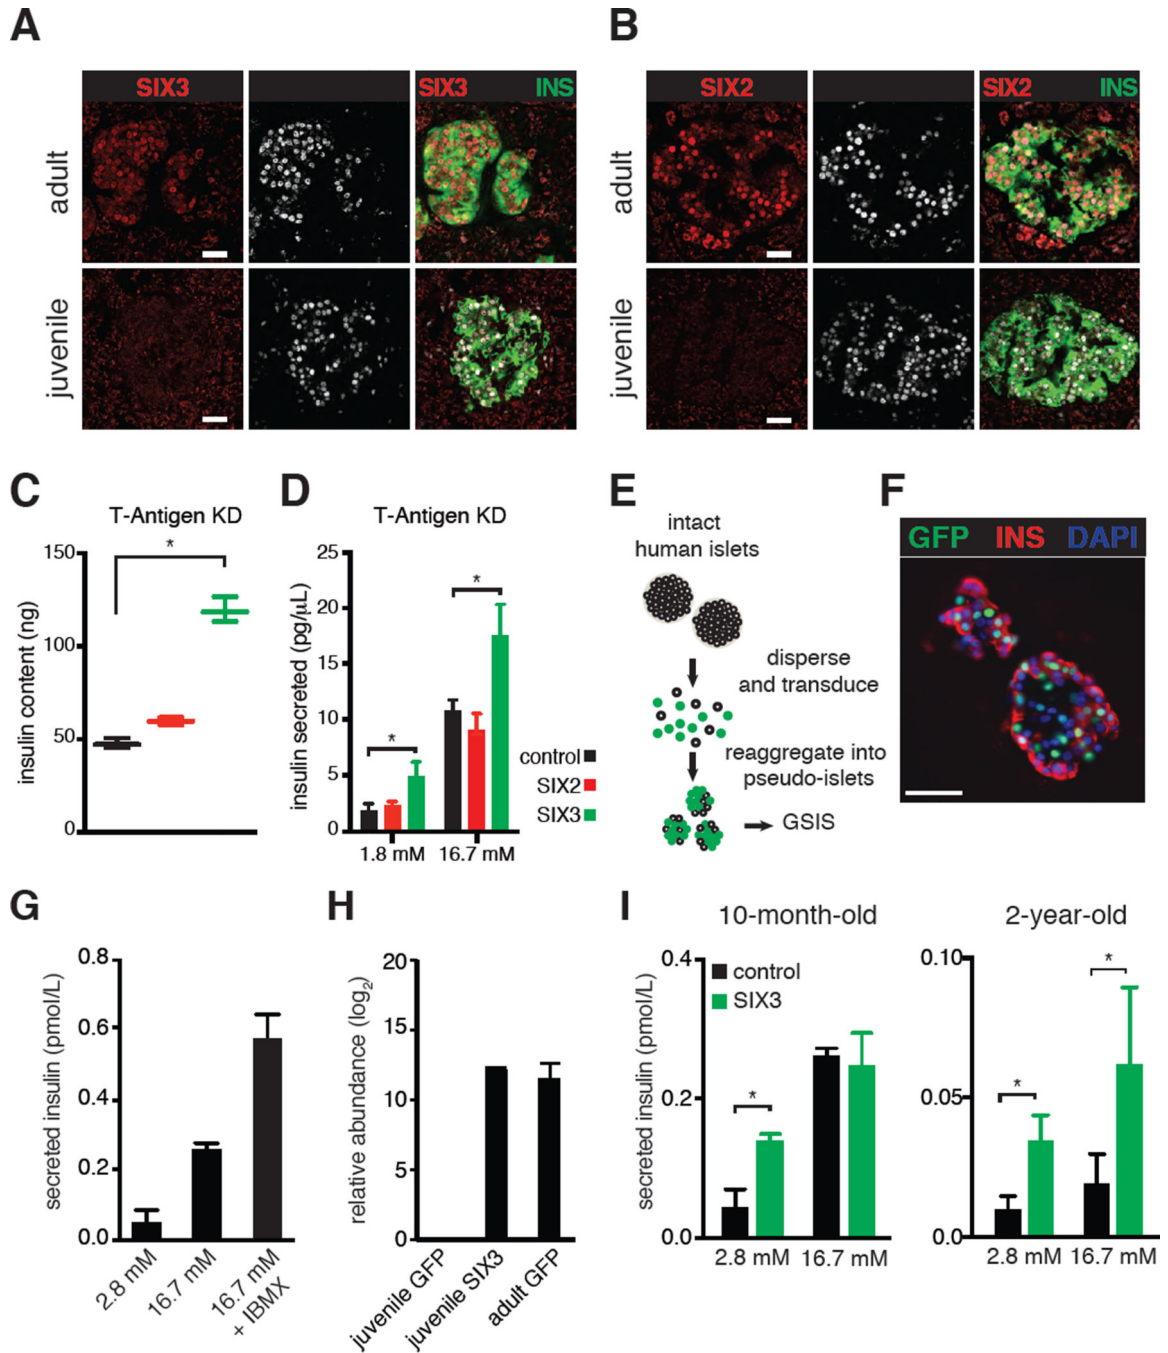 A
B
SIX3
SIX3 INS
SIX2
SIX2 INS
adult
juvenile
adult
juvenile
C
T-Antigen KD
*
insulin content (ng)
150
100
50
0
D
T-Antigen KD
*
*
insulin secreted (pg/µL)
25
20
15
10
5
0
1.8 mM 16.7 mM
control
SIX2
SIX3
E
intact
human islets
disperse
and transduce
reaggregate into
pseudo-islets
GSIS
F
GFP INS DAPI
G
secreted insulin (pmol/L)
0.8
0.6
0.4
0.2
0.0
2.8 mM
16.7 mM
16.7 mM
+ IBMX
H
relative abundance (log2)
20
15
10
5
0
juvenile GFP
juvenile SIX3
adult GFP
I
10-month-old
secreted insulin (pmol/L)
0.4
0.2
0.0
control
SIX3
*
2.8 mM 16.7 mM
2-year-old
0.10
0.05
0.0
*
*
2.8 mM 16.7 mM